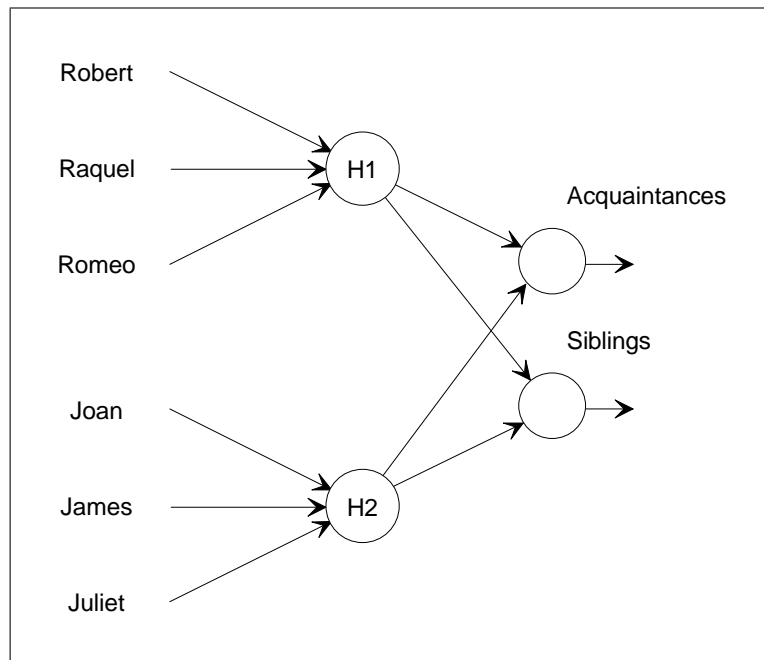 Robert
Raquel
H1
Acquaintances
Romeo
Siblings
Joan
James
H2
Juliet